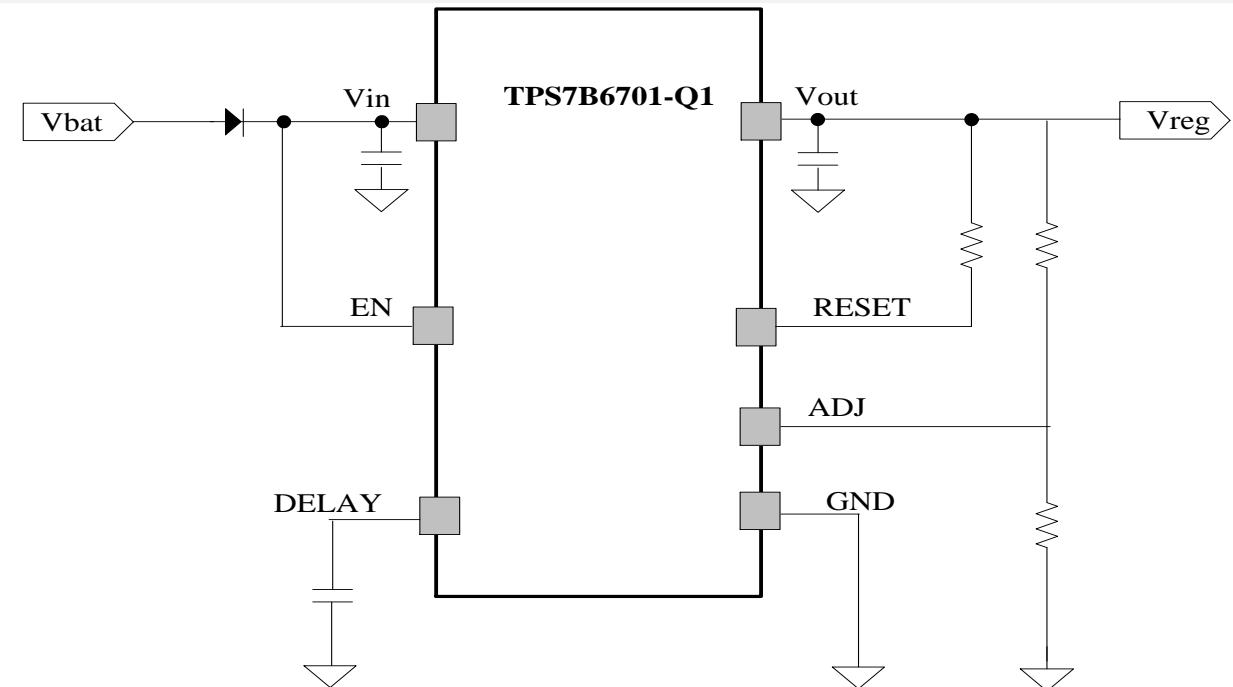 TPS7B6701-Q1
Vbat
Vin
Vout
Vreg
EN
RESET
ADJ
DELAY
GND